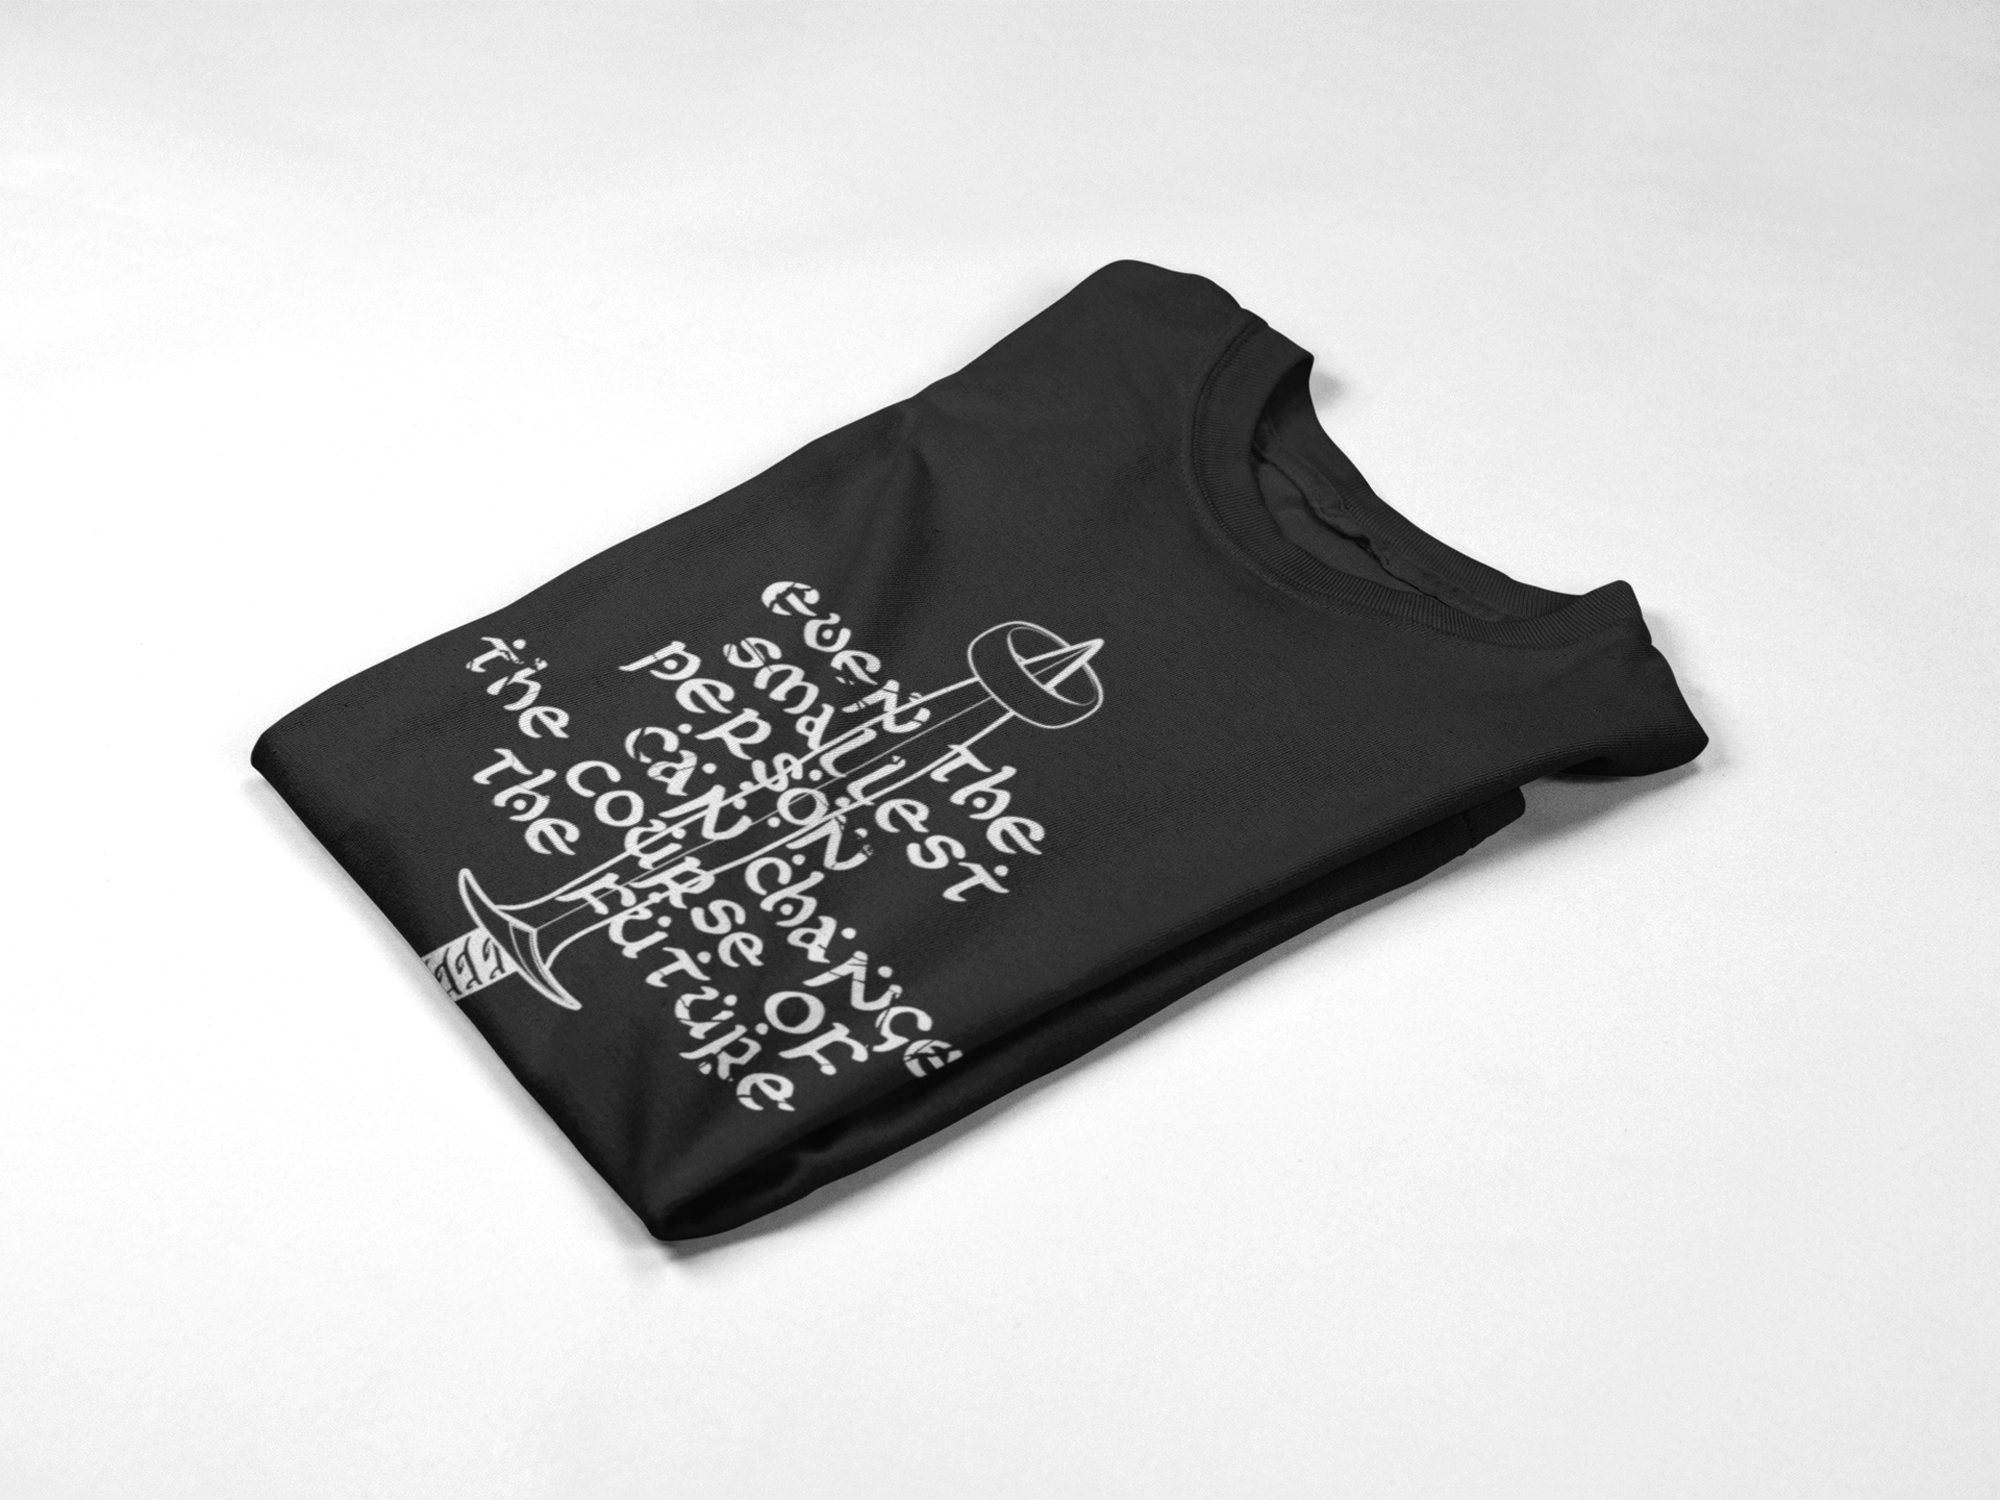 Even the
smallest
person
can change
the course of
the future